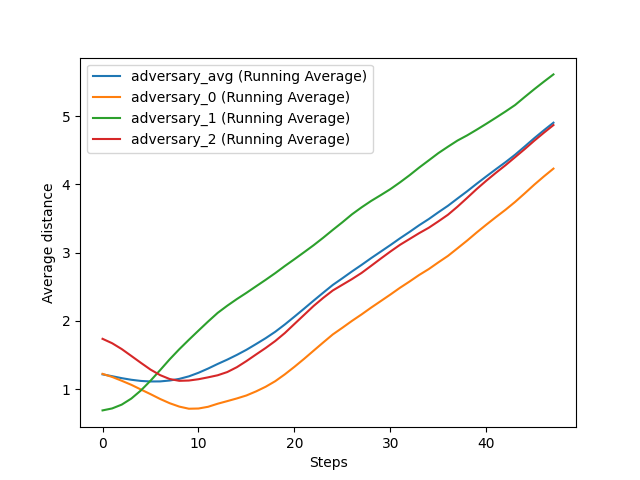 adversary_avg (Running Average)
adversary_0 (Running Average)
adversary_1 (Running Average)
adversary_2 (Running Average)
5
4
3
2
1
Average distance
0 10 20 30 40
Steps